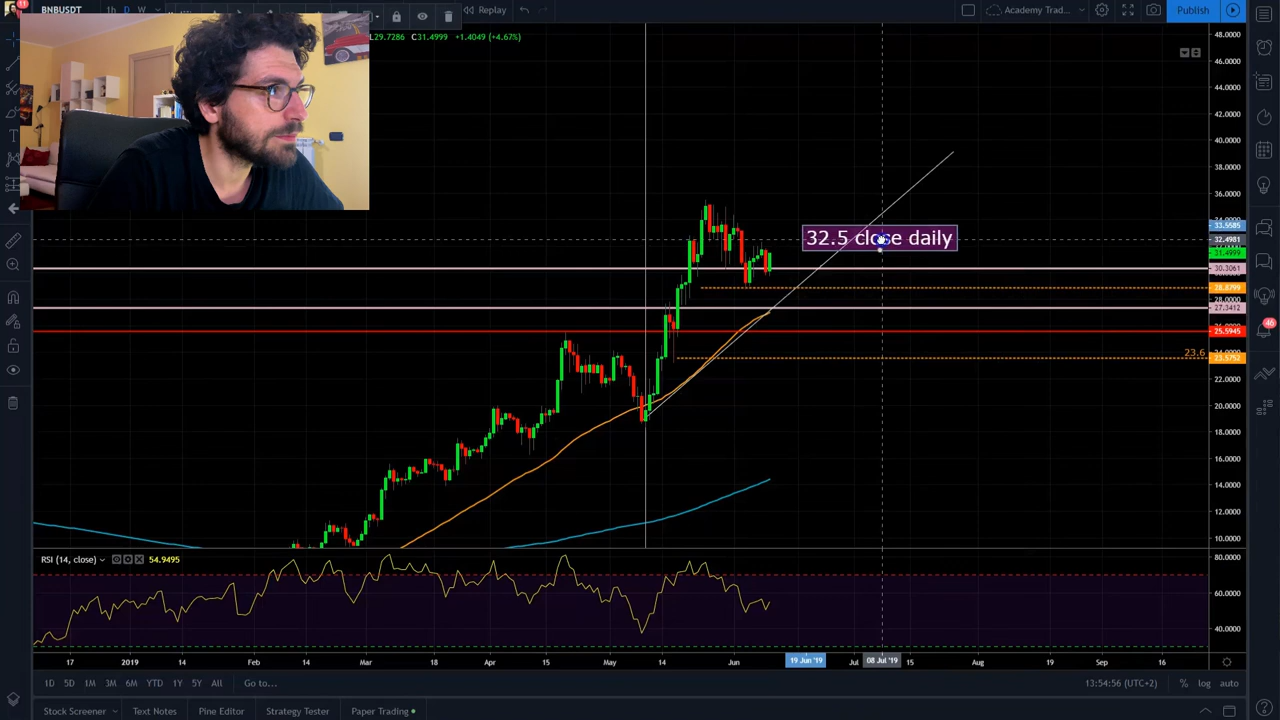 11
BNBUSDT
1h
D
W
Replay
Academy Trad...
Publish
L29.7286 C31.4999 +1.4049 (+4.67%)
48.0000
46.0000
44.0000
42.0000
40.0000
38.0000
36.0000
33.5585
32.4981
31.4999
30.3061
28.8799
28.0000
27.3412
25.5945
23.6
23.5752
22.0000
20.0000
18.0000
16.0000
14.0000
12.0000
10.0000
32.5 close daily
46
RSI (14, close)
54.9495
80.0000
60.0000
40.0000
17
2019
14
Feb
14
Mar
18
Apr
15
May
14
Jun
19 Jun '19
Jul
08 Jul '19
15
Aug
19
Sep
16
1D 5D 1M 3M 6M YTD 1Y 5Y All
Go to...
13:54:56 (UTC+2)
%
log
auto
Stock Screener
Text Notes
Pine Editor
Strategy Tester
Paper Trading